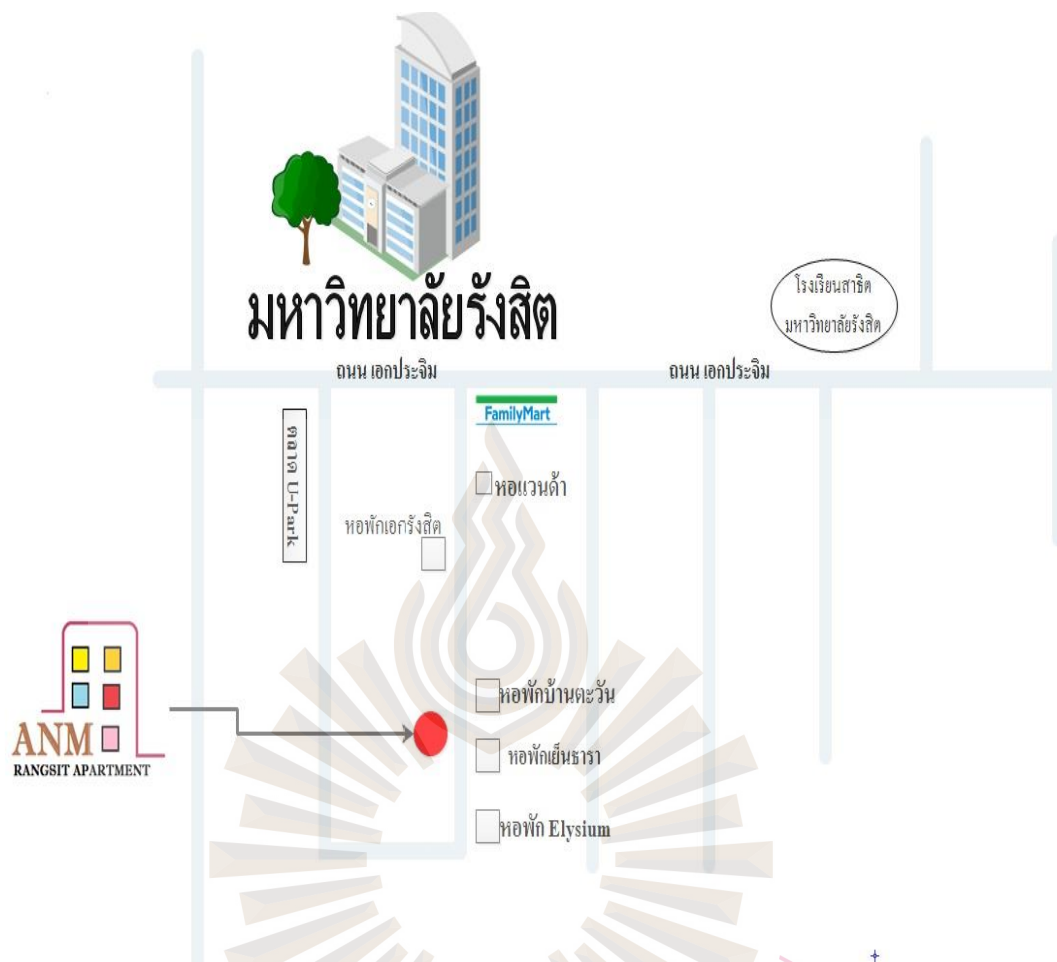 มหาวิทยาลัยรังสิต
โรงเรียนสาธิต
มหาวิทยาลัยรังสิต
ถนน เอกประจิม
ถนน เอกประจิม
FamilyMart
ตลาด U-Park
หอแวนด้า
หอพักเอกรังสิต
หอพักบ้านตะวัน
ANM
RANGSIT APARTMENT
หอพักเย็นธารา
หอพัก Elysium